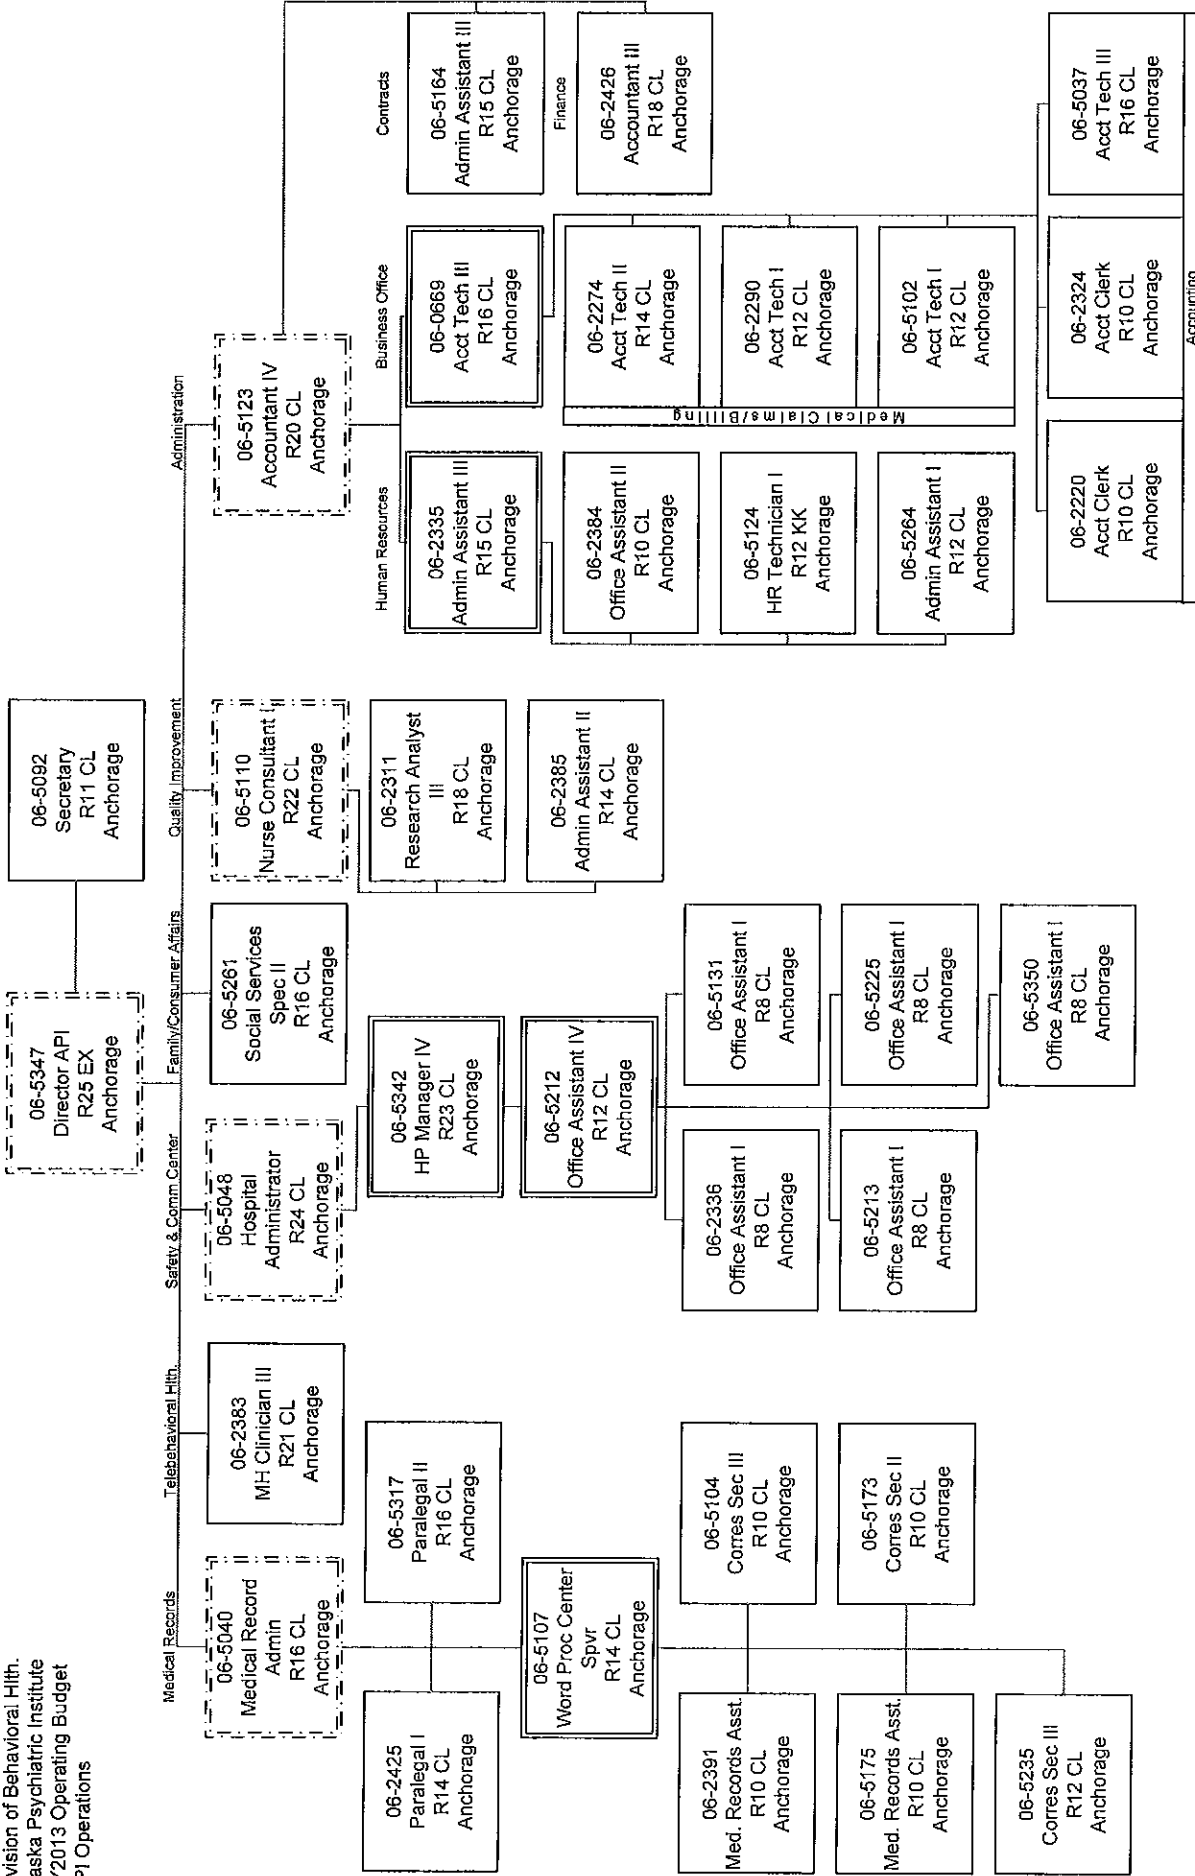 vision of Behavioral Hlth.
aska Psychiatric Institute
Y2013 Operating Budget
PI Operations
06-5347
Director API
R25 EX
Anchorage
06-5092
Secretary
R11 CL
Anchorage
Medical Records
Telebehavioral Hlth.
Safety & Comm Center
Family/Consumer Affairs
Quality Improvement
Administration
06-5040
Medical Record
Admin
R16 CL
Anchorage
06-2383
MH Clinician III
R21 CL
Anchorage
06-5048
Hospital
Administrator
R24 CL
Anchorage
06-5261
Social Services
Spec II
R16 CL
Anchorage
06-5110
Nurse Consultant I
R22 CL
Anchorage
06-5123
Accountant IV
R20 CL
Anchorage
06-2425
Paralegal I
R14 CL
Anchorage
06-5317
Paralegal II
R16 CL
Anchorage
06-5107
Word Proc Center
Spvr
R14 CL
Anchorage
06-2391
Med. Records Asst.
R10 CL
Anchorage
06-5104
Corres Sec III
R10 CL
Anchorage
06-5175
Med. Records Asst.
R10 CL
Anchorage
06-5173
Corres Sec II
R10 CL
Anchorage
06-5235
Corres Sec III
R12 CL
Anchorage
06-5342
HP Manager IV
R23 CL
Anchorage
06-5212
Office Assistant IV
R12 CL
Anchorage
06-2336
Office Assistant I
R8 CL
Anchorage
06-5131
Office Assistant I
R8 CL
Anchorage
06-5213
Office Assistant I
R8 CL
Anchorage
06-5225
Office Assistant I
R8 CL
Anchorage
06-5350
Office Assistant I
R8 CL
Anchorage
06-2311
Research Analyst
III
R18 CL
Anchorage
06-2385
Admin Assistant II
R14 CL
Anchorage
Human Resources
Business Office
Contracts
06-2335
Admin Assistant III
R15 CL
Anchorage
06-0669
Acct Tech III
R16 CL
Anchorage
06-5164
Admin Assistant III
R15 CL
Anchorage
Finance
06-2384
Office Assistant II
R10 CL
Anchorage
Medical Claims/Billing
06-2274
Acct Tech II
R14 CL
Anchorage
06-2426
Accountant III
R18 CL
Anchorage
06-5124
HR Technician I
R12 KK
Anchorage
06-2290
Acct Tech I
R12 CL
Anchorage
06-5264
Admin Assistant I
R12 CL
Anchorage
06-5102
Acct Tech I
R12 CL
Anchorage
06-2220
Acct Clerk
R10 CL
Anchorage
06-2324
Acct Clerk
R10 CL
Anchorage
06-5037
Acct Tech III
R16 CL
Anchorage
Accounting